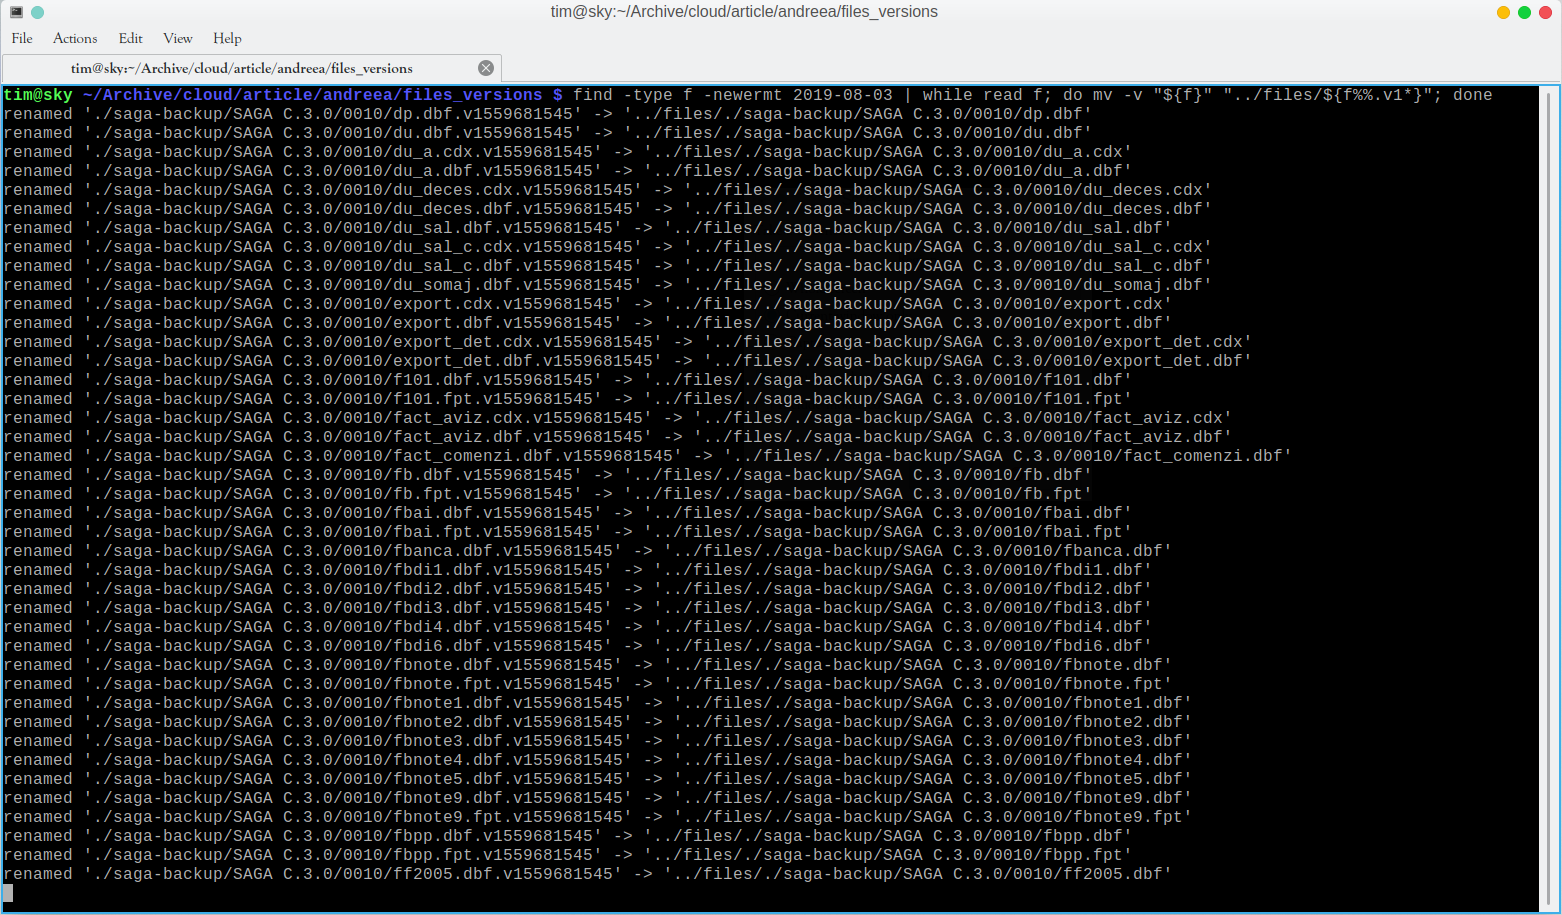 tim@sky:~/Archive/cloud/article/andreea/files_versions
File Actions Edit View Help
tim@sky:~/Archive/cloud/article/andreea/files_versions
tim@sky ~/Archive/cloud/article/andreea/files_versions $ find -type f -newermt 2019-08-03 | while read f; do mv -v "${f}" "../files/${f%%.v1*}"; done
renamed './saga-backup/SAGA C.3.0/0010/dp.dbf.v1559681545' -> '../files/./saga-backup/SAGA C.3.0/0010/dp.dbf'
renamed './saga-backup/SAGA C.3.0/0010/du.dbf.v1559681545' -> '../files/./saga-backup/SAGA C.3.0/0010/du.dbf'
renamed './saga-backup/SAGA C.3.0/0010/du_a.cdx.v1559681545' -> '../files/./saga-backup/SAGA C.3.0/0010/du_a.cdx'
renamed './saga-backup/SAGA C.3.0/0010/du_a.dbf.v1559681545' -> '../files/./saga-backup/SAGA C.3.0/0010/du_a.dbf'
renamed './saga-backup/SAGA C.3.0/0010/du_deces.cdx.v1559681545' -> '../files/./saga-backup/SAGA C.3.0/0010/du_deces.cdx'
renamed './saga-backup/SAGA C.3.0/0010/du_deces.dbf.v1559681545' -> '../files/./saga-backup/SAGA C.3.0/0010/du_deces.dbf'
renamed './saga-backup/SAGA C.3.0/0010/du_sal.dbf.v1559681545' -> '../files/./saga-backup/SAGA C.3.0/0010/du_sal.dbf'
renamed './saga-backup/SAGA C.3.0/0010/du_sal_c.cdx.v1559681545' -> '../files/./saga-backup/SAGA C.3.0/0010/du_sal_c.cdx'
renamed './saga-backup/SAGA C.3.0/0010/du_sal_c.dbf.v1559681545' -> '../files/./saga-backup/SAGA C.3.0/0010/du_sal_c.dbf'
renamed './saga-backup/SAGA C.3.0/0010/du_somaj.dbf.v1559681545' -> '../files/./saga-backup/SAGA C.3.0/0010/du_somaj.dbf'
renamed './saga-backup/SAGA C.3.0/0010/export.cdx.v1559681545' -> '../files/./saga-backup/SAGA C.3.0/0010/export.cdx'
renamed './saga-backup/SAGA C.3.0/0010/export.dbf.v1559681545' -> '../files/./saga-backup/SAGA C.3.0/0010/export.dbf'
renamed './saga-backup/SAGA C.3.0/0010/export_det.cdx.v1559681545' -> '../files/./saga-backup/SAGA C.3.0/0010/export_det.cdx'
renamed './saga-backup/SAGA C.3.0/0010/export_det.dbf.v1559681545' -> '../files/./saga-backup/SAGA C.3.0/0010/export_det.dbf'
renamed './saga-backup/SAGA C.3.0/0010/f101.dbf.v1559681545' -> '../files/./saga-backup/SAGA C.3.0/0010/f101.dbf'
renamed './saga-backup/SAGA C.3.0/0010/f101.fpt.v1559681545' -> '../files/./saga-backup/SAGA C.3.0/0010/f101.fpt'
renamed './saga-backup/SAGA C.3.0/0010/fact_aviz.cdx.v1559681545' -> '../files/./saga-backup/SAGA C.3.0/0010/fact_aviz.cdx'
renamed './saga-backup/SAGA C.3.0/0010/fact_aviz.dbf.v1559681545' -> '../files/./saga-backup/SAGA C.3.0/0010/fact_aviz.dbf'
renamed './saga-backup/SAGA C.3.0/0010/fact_comenzi.dbf.v1559681545' -> '../files/./saga-backup/SAGA C.3.0/0010/fact_comenzi.dbf'
renamed './saga-backup/SAGA C.3.0/0010/fb.dbf.v1559681545' -> '../files/./saga-backup/SAGA C.3.0/0010/fb.dbf'
renamed './saga-backup/SAGA C.3.0/0010/fb.fpt.v1559681545' -> '../files/./saga-backup/SAGA C.3.0/0010/fb.fpt'
renamed './saga-backup/SAGA C.3.0/0010/fbai.dbf.v1559681545' -> '../files/./saga-backup/SAGA C.3.0/0010/fbai.dbf'
renamed './saga-backup/SAGA C.3.0/0010/fbai.fpt.v1559681545' -> '../files/./saga-backup/SAGA C.3.0/0010/fbai.fpt'
renamed './saga-backup/SAGA C.3.0/0010/fbanca.dbf.v1559681545' -> '../files/./saga-backup/SAGA C.3.0/0010/fbanca.dbf'
renamed './saga-backup/SAGA C.3.0/0010/fbdi1.dbf.v1559681545' -> '../files/./saga-backup/SAGA C.3.0/0010/fbdi1.dbf'
renamed './saga-backup/SAGA C.3.0/0010/fbdi2.dbf.v1559681545' -> '../files/./saga-backup/SAGA C.3.0/0010/fbdi2.dbf'
renamed './saga-backup/SAGA C.3.0/0010/fbdi3.dbf.v1559681545' -> '../files/./saga-backup/SAGA C.3.0/0010/fbdi3.dbf'
renamed './saga-backup/SAGA C.3.0/0010/fbdi4.dbf.v1559681545' -> '../files/./saga-backup/SAGA C.3.0/0010/fbdi4.dbf'
renamed './saga-backup/SAGA C.3.0/0010/fbdi6.dbf.v1559681545' -> '../files/./saga-backup/SAGA C.3.0/0010/fbdi6.dbf'
renamed './saga-backup/SAGA C.3.0/0010/fbnote.dbf.v1559681545' -> '../files/./saga-backup/SAGA C.3.0/0010/fbnote.dbf'
renamed './saga-backup/SAGA C.3.0/0010/fbnote.fpt.v1559681545' -> '../files/./saga-backup/SAGA C.3.0/0010/fbnote.fpt'
renamed './saga-backup/SAGA C.3.0/0010/fbnote1.dbf.v1559681545' -> '../files/./saga-backup/SAGA C.3.0/0010/fbnote1.dbf'
renamed './saga-backup/SAGA C.3.0/0010/fbnote2.dbf.v1559681545' -> '../files/./saga-backup/SAGA C.3.0/0010/fbnote2.dbf'
renamed './saga-backup/SAGA C.3.0/0010/fbnote3.dbf.v1559681545' -> '../files/./saga-backup/SAGA C.3.0/0010/fbnote3.dbf'
renamed './saga-backup/SAGA C.3.0/0010/fbnote4.dbf.v1559681545' -> '../files/./saga-backup/SAGA C.3.0/0010/fbnote4.dbf'
renamed './saga-backup/SAGA C.3.0/0010/fbnote5.dbf.v1559681545' -> '../files/./saga-backup/SAGA C.3.0/0010/fbnote5.dbf'
renamed './saga-backup/SAGA C.3.0/0010/fbnote9.dbf.v1559681545' -> '../files/./saga-backup/SAGA C.3.0/0010/fbnote9.dbf'
renamed './saga-backup/SAGA C.3.0/0010/fbnote9.fpt.v1559681545' -> '../files/./saga-backup/SAGA C.3.0/0010/fbnote9.fpt'
renamed './saga-backup/SAGA C.3.0/0010/fbpp.dbf.v1559681545' -> '../files/./saga-backup/SAGA C.3.0/0010/fbpp.dbf'
renamed './saga-backup/SAGA C.3.0/0010/fbpp.fpt.v1559681545' -> '../files/./saga-backup/SAGA C.3.0/0010/fbpp.fpt'
renamed './saga-backup/SAGA C.3.0/0010/ff2005.dbf.v1559681545' -> '../files/./saga-backup/SAGA C.3.0/0010/ff2005.dbf'